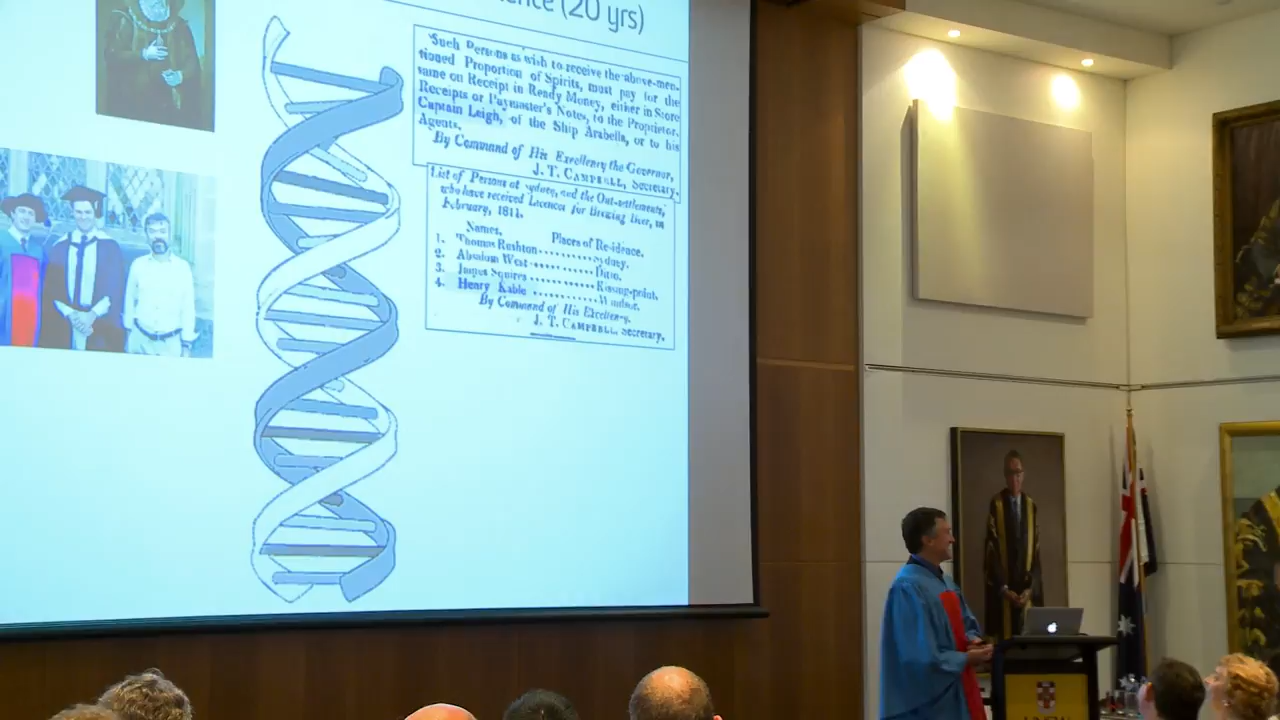 (20 yrs)
Such Persons as wish to receive the above-men-
tioned Proportion of Spirits, must pay for the
same on Receipt in Ready Money, either in Store
Receipts or Paymaster's Notes, to the Proprietor,
Captain Leigh, of the Ship Arabella, or to his
Agents.
By Command of His Excellency the Governor,
J. T. CAMPBELL, Secretary.
List of Persons at Sydney, and the Out-settlements,
who have received Licences for Brewing Beer, in
February, 1811.
Names. Places of Residence.
1. Thomas Rushton..........Sydney.
2. Absalom West...........Ditto.
3. James Squires...........Kissing-point.
4. Henry Kable...........Windsor.
By Command of His Excellency.
J. T. CAMPBELL, Secretary.